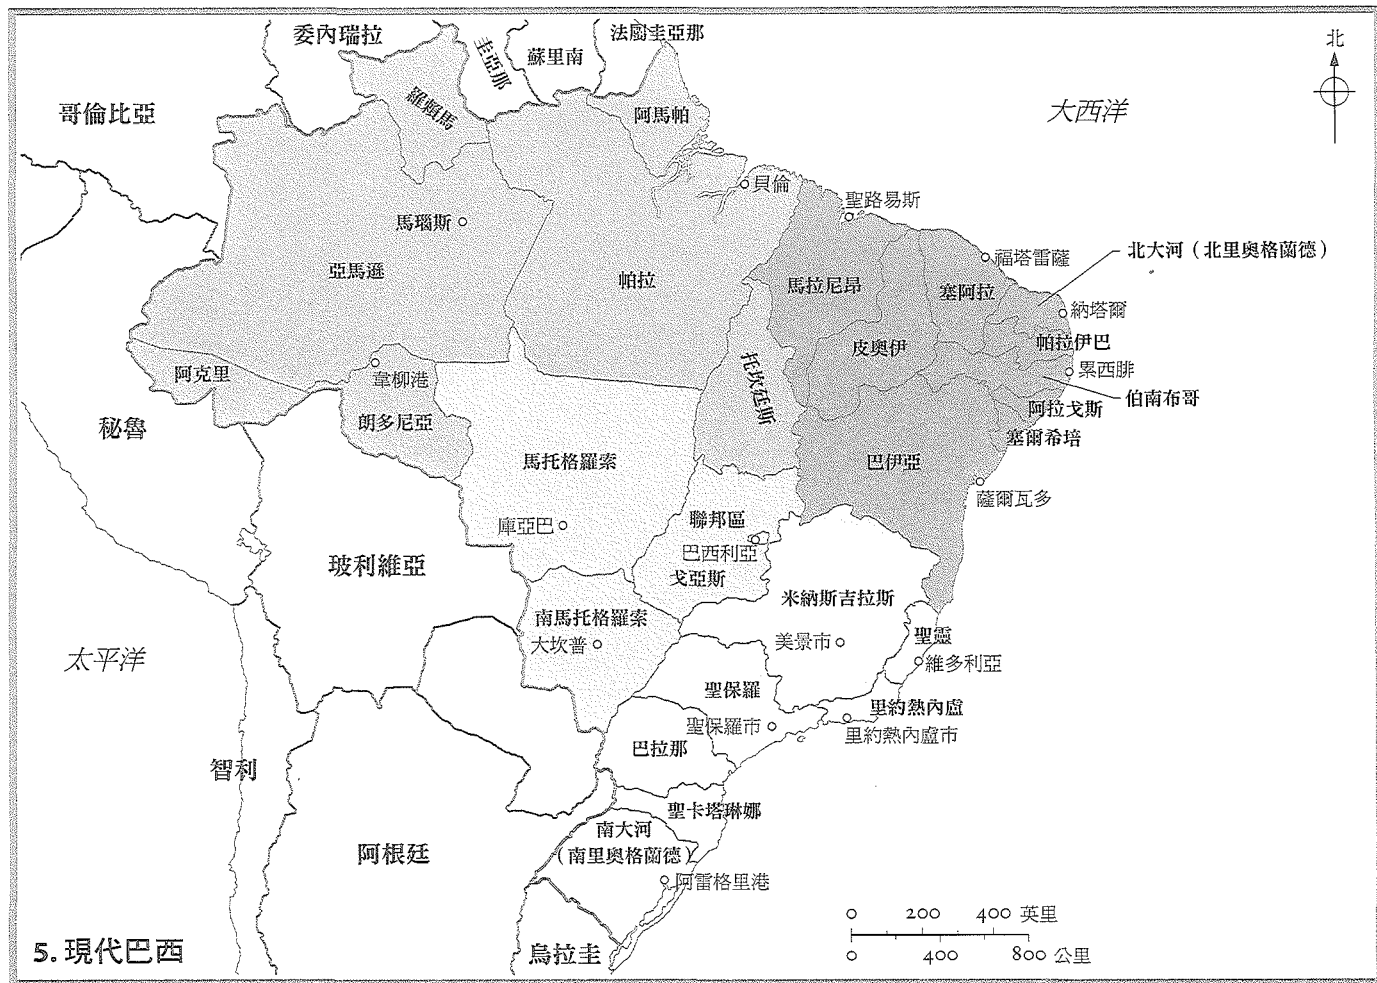 委內瑞拉
圭亞那
蘇里南
法屬圭亞那
北
哥倫比亞
羅賴馬
阿馬帕
大西洋
貝倫
聖路易斯
馬瑙斯
北大河（北里奧格蘭德）
福塔雷薩
亞馬遜
帕拉
馬拉尼昂
塞阿拉
納塔爾
帕拉伊巴
皮奧伊
累西腓
韋柳港
阿克里
托坎廷斯
伯南布哥
阿拉戈斯
朗多尼亞
秘魯
塞爾希培
馬托格羅索
巴伊亞
薩爾瓦多
庫亞巴
聯邦區
巴西利亞
玻利維亞
戈亞斯
米納斯吉拉斯
南馬托格羅索
大坎普
美景市
聖靈
維多利亞
太平洋
聖保羅
里約熱內盧
聖保羅市
里約熱內盧市
巴拉那
智利
聖卡塔琳娜
南大河
（南里奧格蘭德）
阿根廷
阿雷格里港
0 200 400 英里
0 400 800 公里
烏拉圭
5. 現代巴西